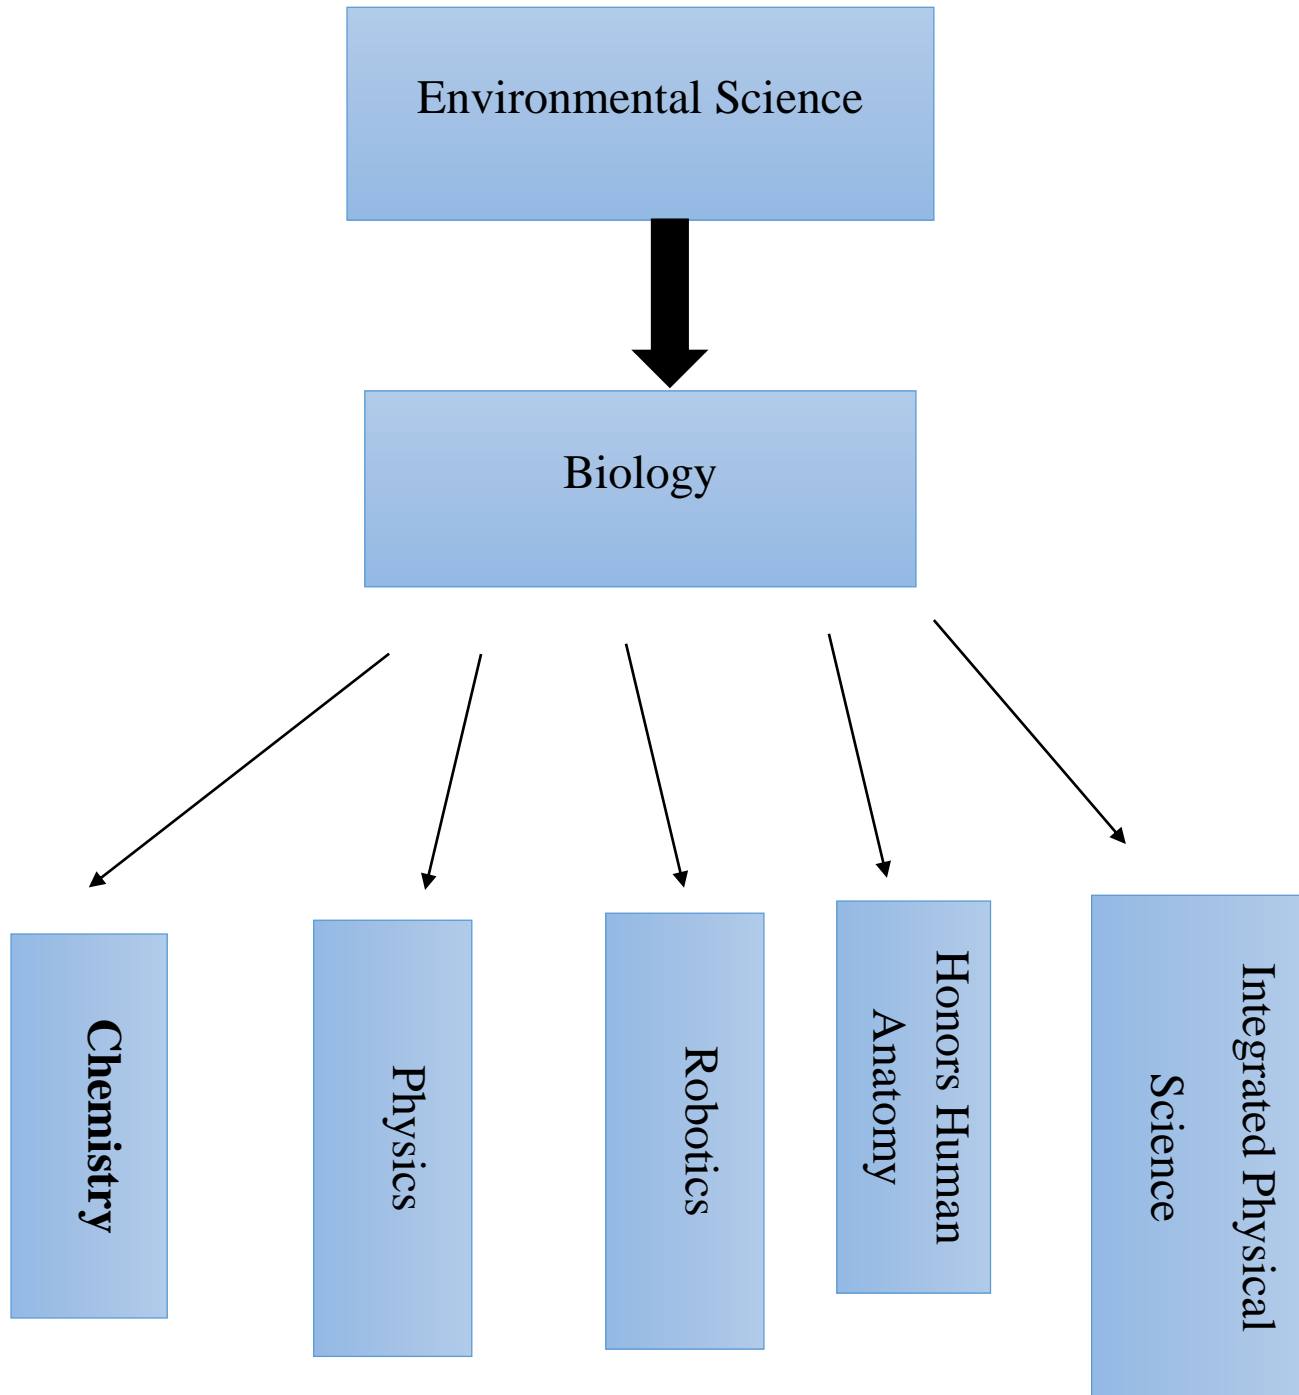 Environmental Science
Biology
Chemistry
Physics
Robotics
Honors Human
Anatomy
Integrated Physical
Science